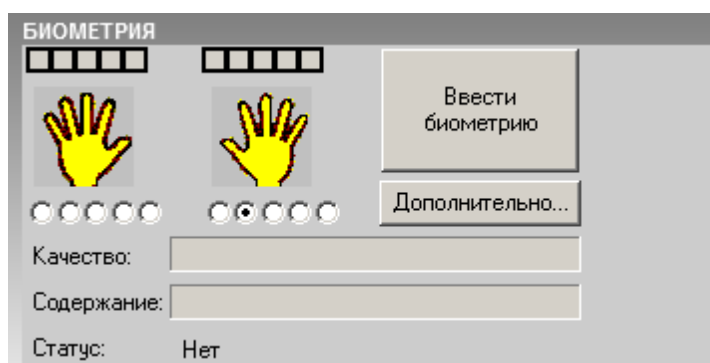 БИОМЕТРИЯ
Ввести
биометрию
Дополнительно...
Качество:
Содержание:
Статус: Нет